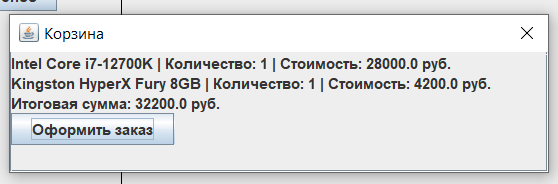 Корзина
Intel Core i7-12700K | Количество: 1 | Стоимость: 28000.0 руб.
Kingston HyperX Fury 8GB | Количество: 1 | Стоимость: 4200.0 руб.
Итоговая сумма: 32200.0 руб.
Оформить заказ